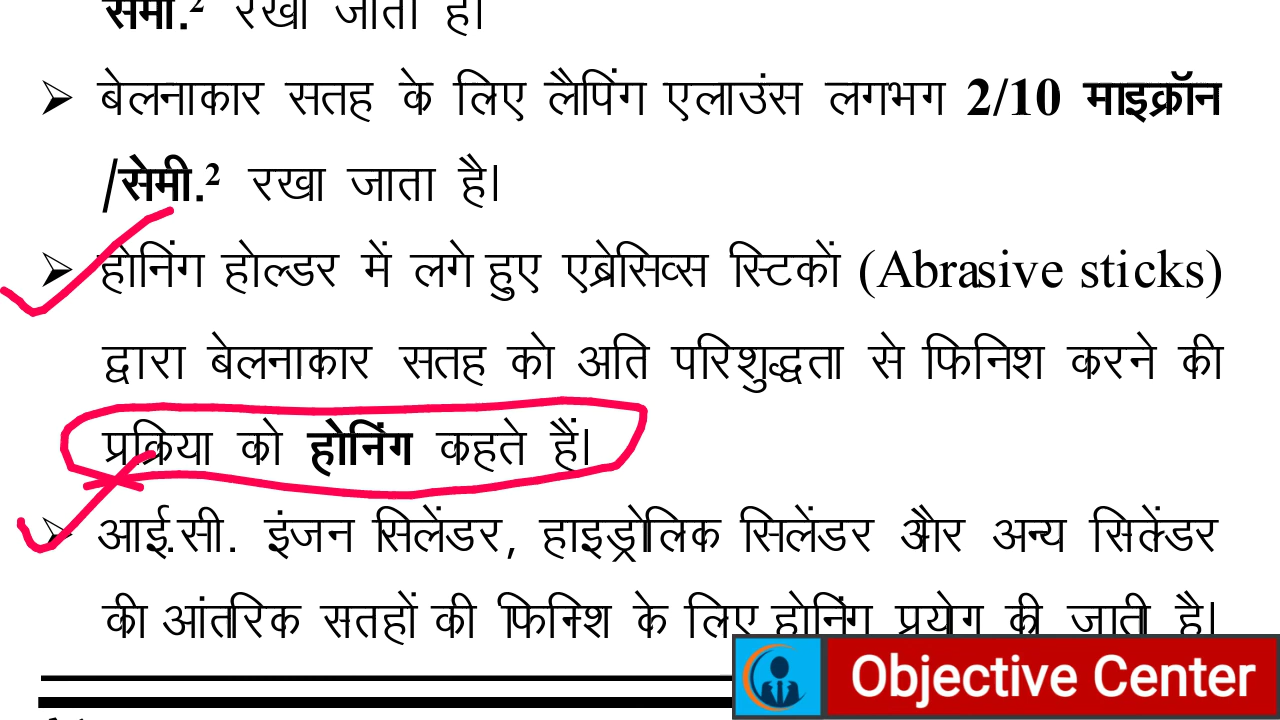 सेमी.² रखा जाता है।
➢ बेलनाकार सतह के लिए लैपिंग एलाउंस लगभग 2/10 माइक्रॉन
/सेमी.² रखा जाता है।
➢ होनिंग होल्डर में लगे हुए एब्रेसिव्स स्टिकों (Abrasive sticks)
द्वारा बेलनाकार सतह को अति परिशुद्धता से फिनिश करने की
प्रक्रिया को होनिंग कहते हैं।
➢ आई.सी. इंजन सिलेंडर, हाइड्रोलिक सिलेंडर और अन्य सिलेंडर
की आंतरिक सतहों की फिनिश के लिए होनिंग प्रयोग की जाती है।
Objective Center